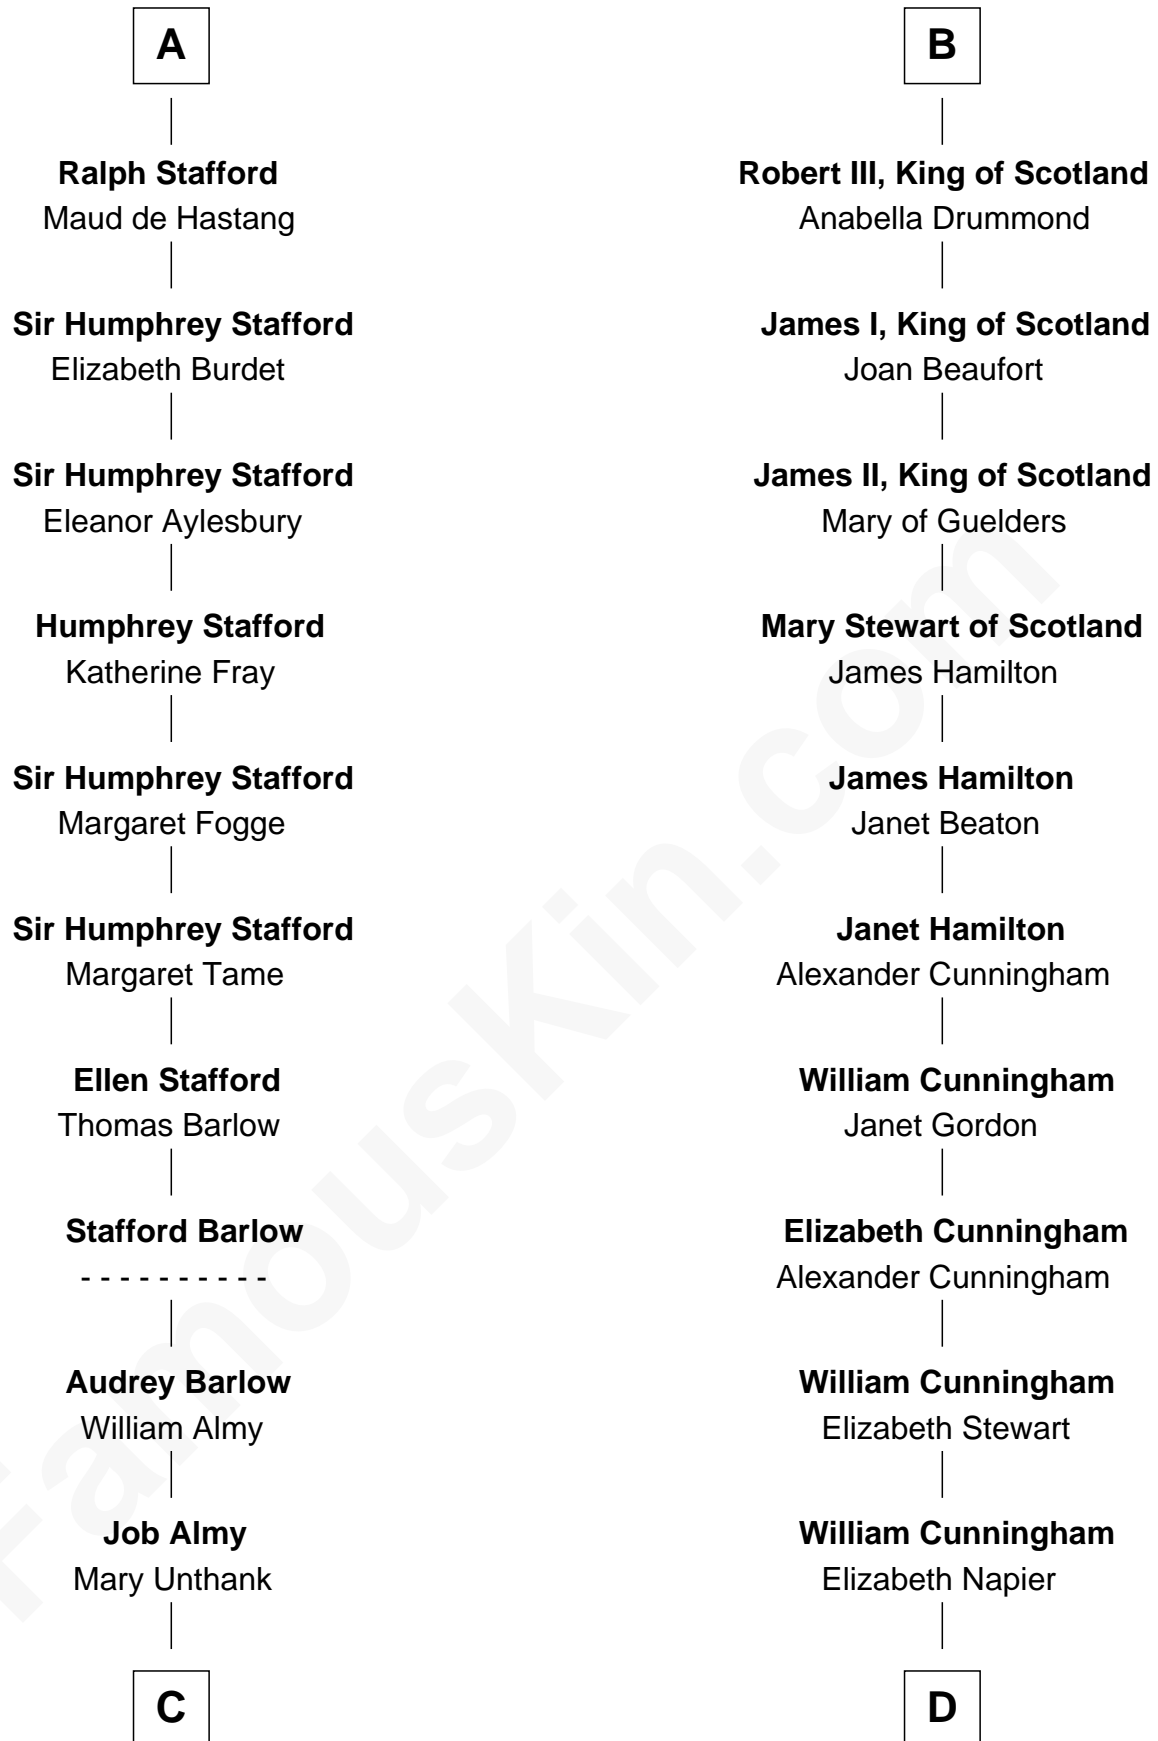 A
Ralph Stafford
Maud de Hastang
Sir Humphrey Stafford
Elizabeth Burdet
Sir Humphrey Stafford
Eleanor Aylesbury
Humphrey Stafford
Katherine Fray
Sir Humphrey Stafford
Margaret Fogge
Sir Humphrey Stafford
Margaret Tame
Ellen Stafford
Thomas Barlow
Stafford Barlow
- - - - - - - - - -
Audrey Barlow
William Almy
Job Almy
Mary Unthank
C
B
Robert III, King of Scotland
Anabella Drummond
James I, King of Scotland
Joan Beaufort
James II, King of Scotland
Mary of Guelders
Mary Stewart of Scotland
James Hamilton
James Hamilton
Janet Beaton
Janet Hamilton
Alexander Cunningham
William Cunningham
Janet Gordon
Elizabeth Cunningham
Alexander Cunningham
William Cunningham
Elizabeth Stewart
William Cunningham
Elizabeth Napier
D
FamousKin.com